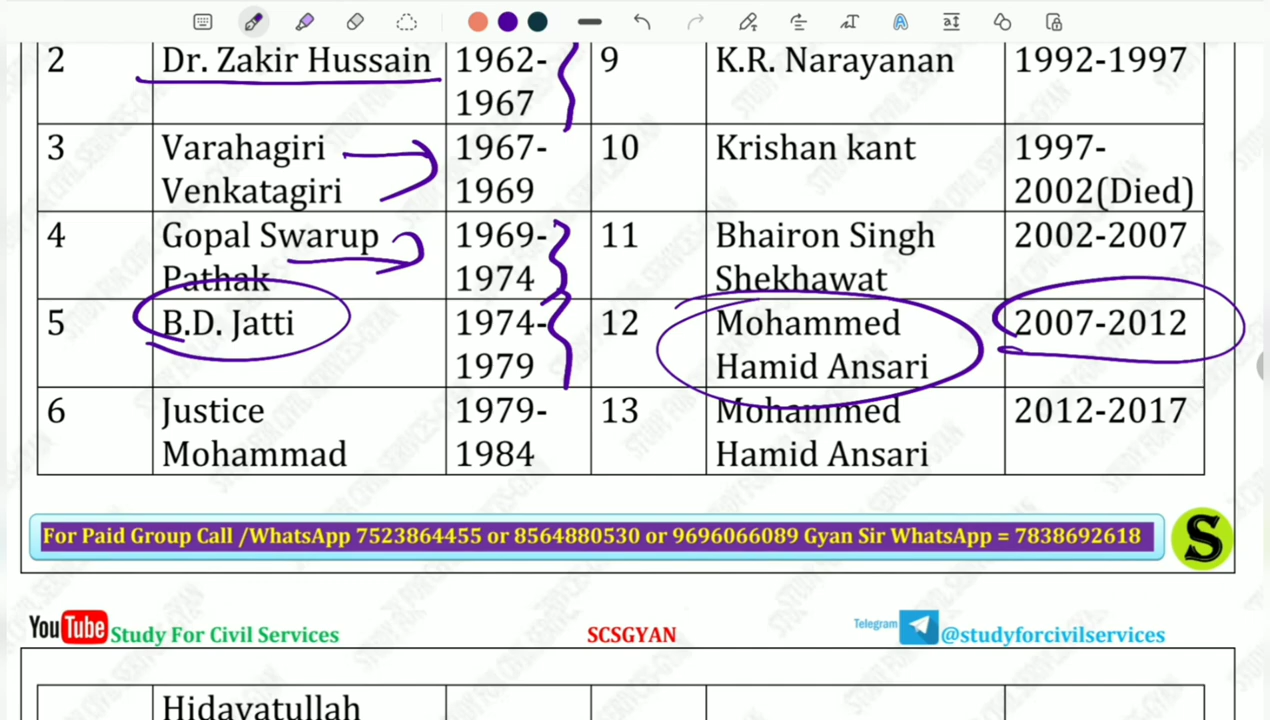 2 Dr. Zakir Hussain 1962- 9 K.R. Narayanan 1992-1997
1967
3 Varahagiri 1967- 10 Krishan kant 1997-
Venkatagiri 1969 2002(Died)
4 Gopal Swarup 1969- 11 Bhairon Singh 2002-2007
Pathak 1974 Shekhawat
5 B.D. Jatti 1974- 12 Mohammed 2007-2012
1979 Hamid Ansari
6 Justice 1979- 13 Mohammed 2012-2017
Mohammad 1984 Hamid Ansari
For Paid Group Call /WhatsApp 7523864455 or 8564880530 or 9696066089 Gyan Sir WhatsApp = 7838692618
S
YouTube Study For Civil Services SCSGYAN Telegram @studyforcivilservices
Hidayatullah